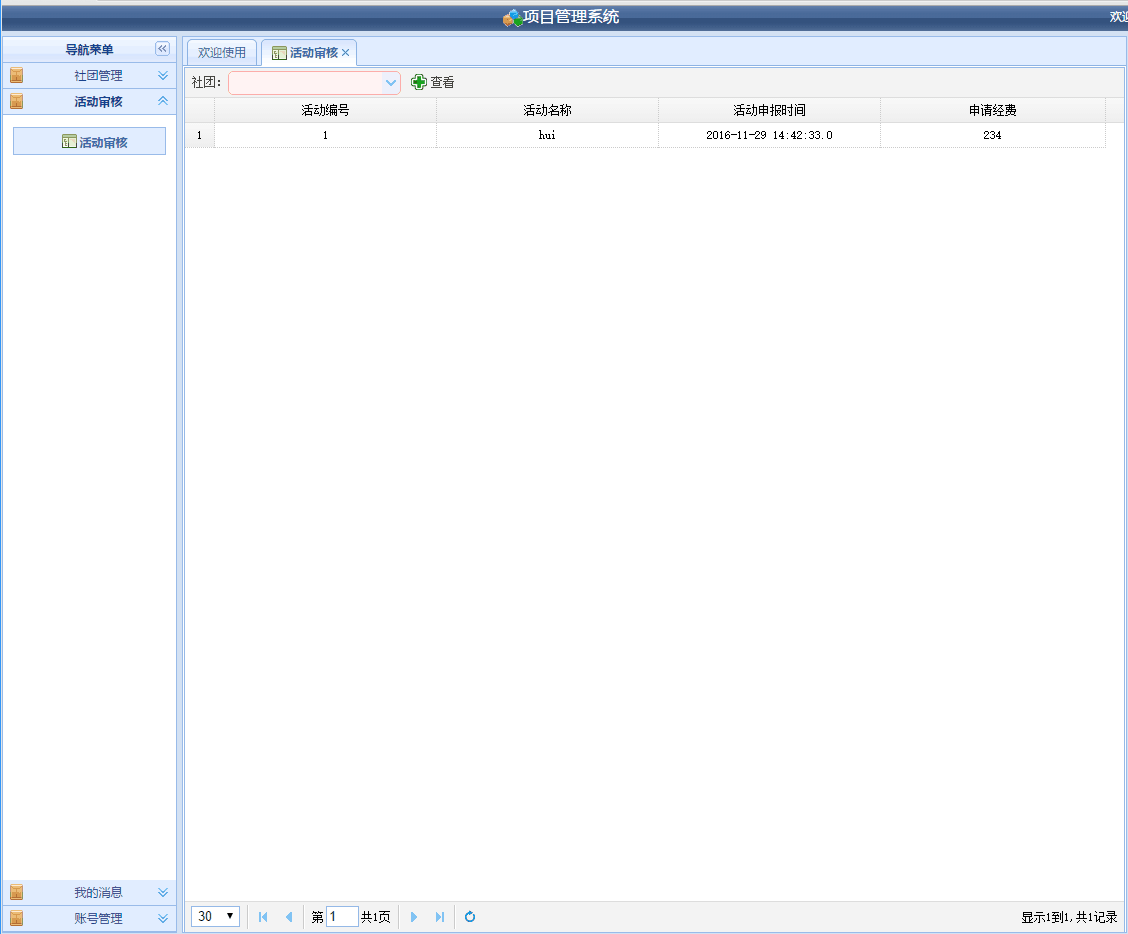 项目管理系统
欢迎
导航菜单
社团管理
活动审核
活动审核
我的消息
账号管理
欢迎使用 活动审核
社团： 查看
活动编号 活动名称 活动申报时间 申请经费
1 1 hui 2016-11-29 14:42:33.0 234
30 第 1 共1页 显示1到1,共1记录